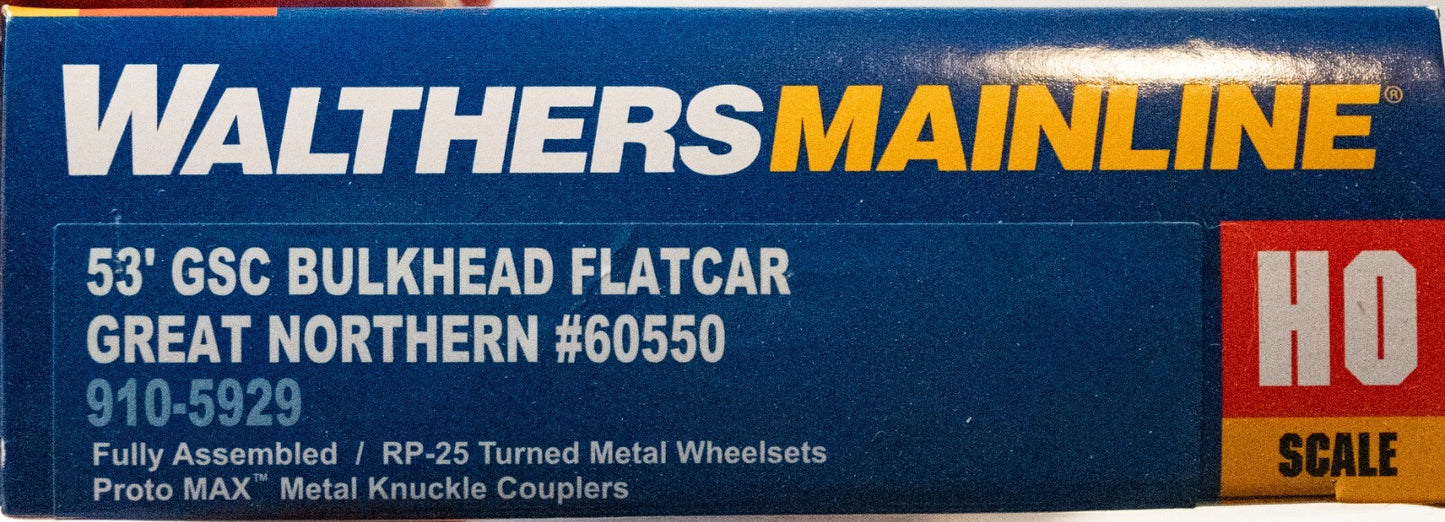 WALTHERSMAINLINE®
53' GSC BULKHEAD FLATCAR
GREAT NORTHERN #60550
910-5929
Fully Assembled / RP-25 Turned Metal Wheelsets
Proto MAX™ Metal Knuckle Couplers
HO
SCALE